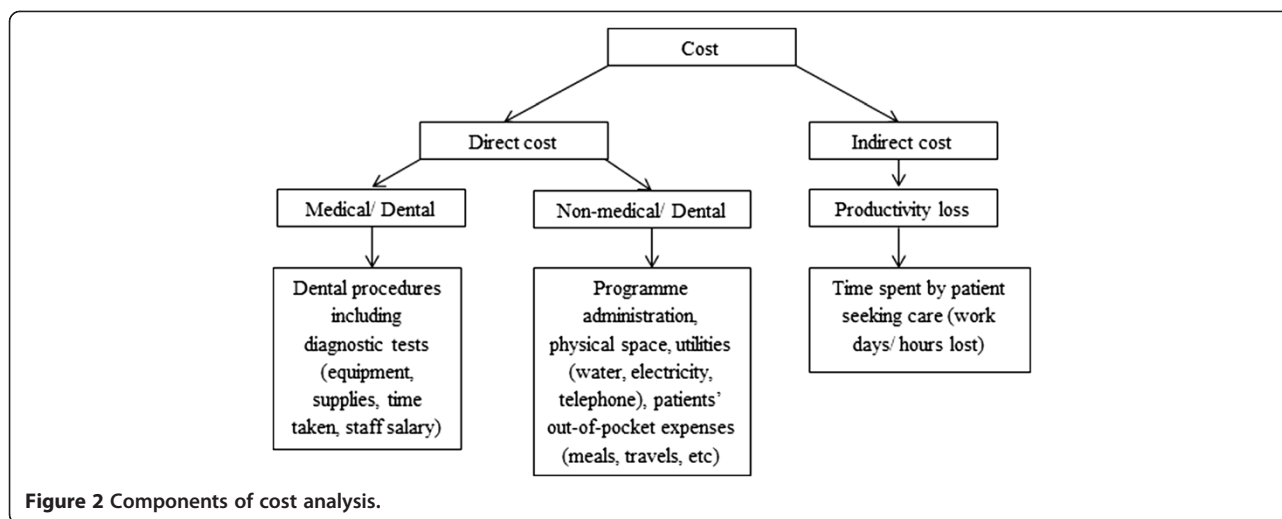 Cost
Direct cost
Indirect cost
Medical/ Dental
Non-medical/ Dental
Productivity loss
Dental procedures
including
diagnostic tests
(equipment,
supplies, time
taken, staff salary)
Programme
administration,
physical space, utilities
(water, electricity,
telephone), patients’
out-of-pocket expenses
(meals, travels, etc)
Time spent by patient
seeking care (work
days/ hours lost)
Figure 2 Components of cost analysis.